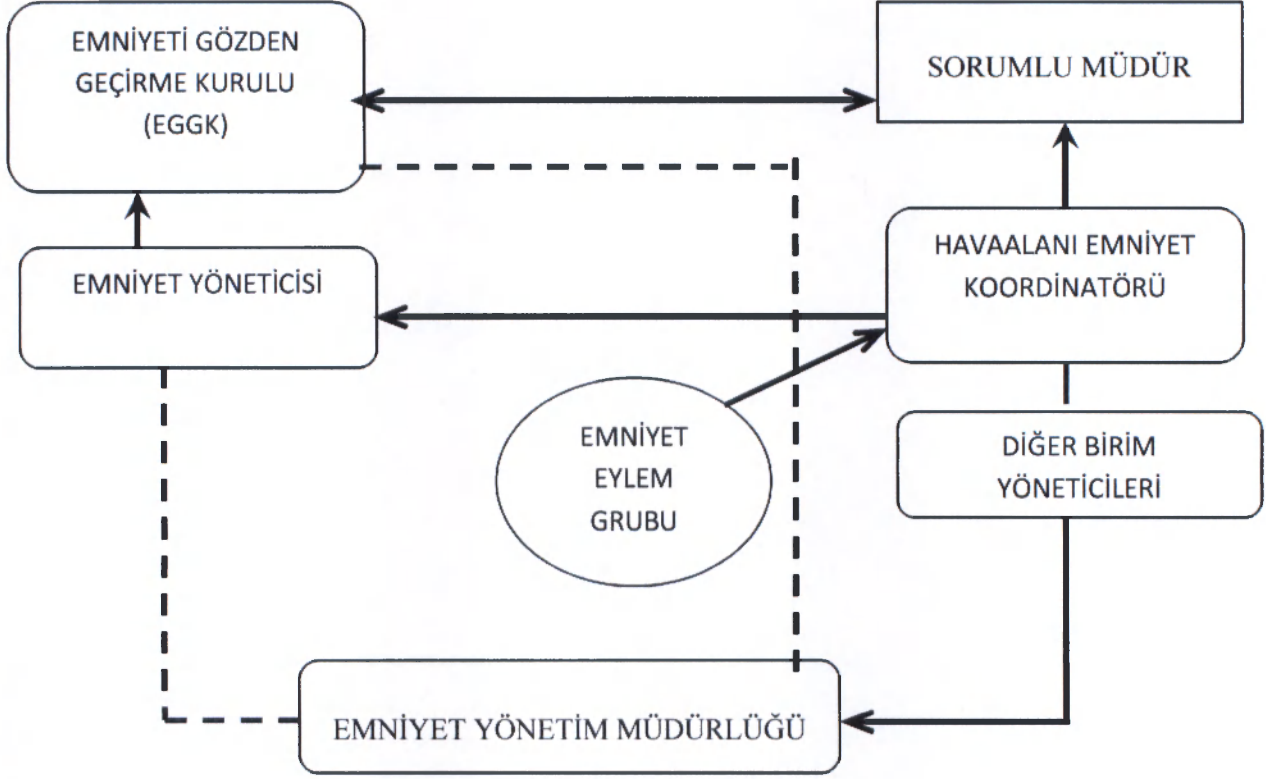 EMNİYETİ GÖZDEN
GEÇİRME KURULU
(EGGK)
SORUMLU MÜDÜR
EMNİYET YÖNETİCİSİ
HAVAALANI EMNİYET
KOORDİNATÖRÜ
EMNİYET
EYLEM
GRUBU
DİĞER BİRİM
YÖNETİCİLERİ
EMNİYET YÖNETİM MÜDÜRLÜĞÜ